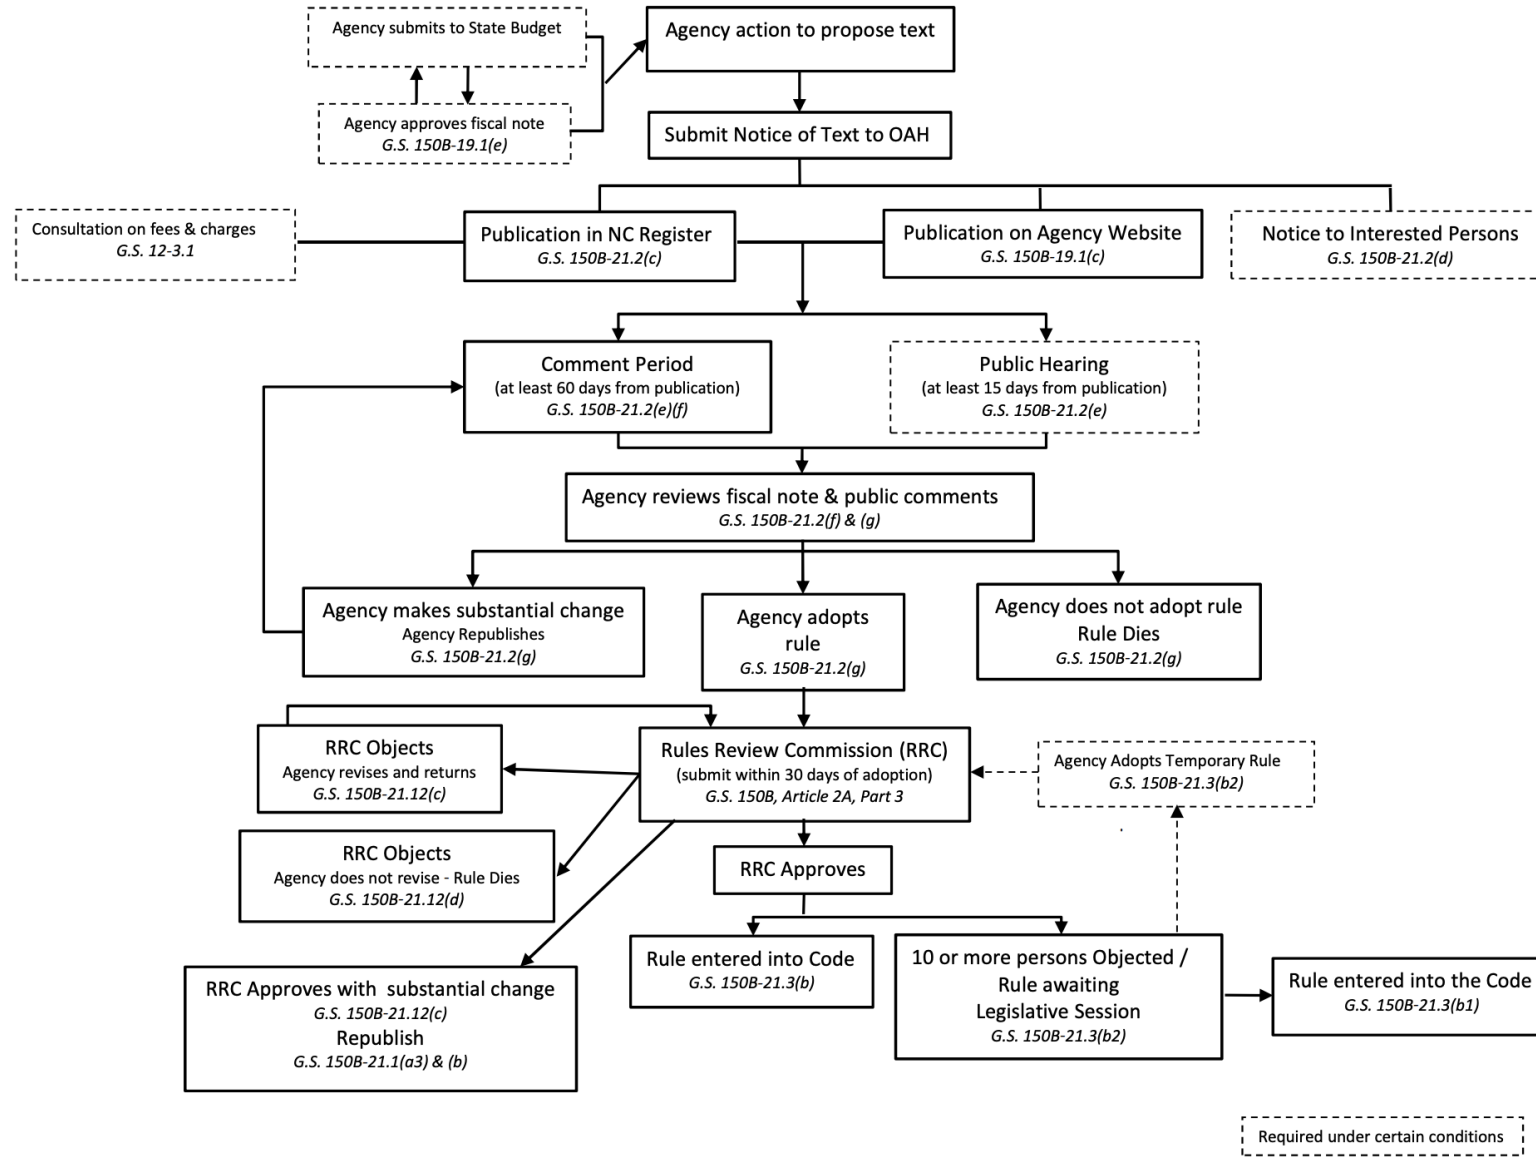 Agency submits to State Budget
Agency action to propose text
Agency approves fiscal note
G.S. 150B-19.1(e)
Submit Notice of Text to OAH
Consultation on fees & charges
G.S. 12-3.1
Publication in NC Register
G.S. 150B-21.2(c)
Publication on Agency Website
G.S. 150B-19.1(c)
Notice to Interested Persons
G.S. 150B-21.2(d)
Comment Period
(at least 60 days from publication)
G.S. 150B-21.2(e)(f)
Public Hearing
(at least 15 days from publication)
G.S. 150B-21.2(e)
Agency reviews fiscal note & public comments
G.S. 150B-21.2(f) & (g)
Agency makes substantial change
Agency Republishes
G.S. 150B-21.2(g)
Agency adopts
rule
G.S. 150B-21.2(g)
Agency does not adopt rule
Rule Dies
G.S. 150B-21.2(g)
RRC Objects
Agency revises and returns
G.S. 150B-21.12(c)
Rules Review Commission (RRC)
(submit within 30 days of adoption)
G.S. 150B, Article 2A, Part 3
Agency Adopts Temporary Rule
G.S. 150B-21.3(b2)
RRC Objects
Agency does not revise - Rule Dies
G.S. 150B-21.12(d)
RRC Approves
RRC Approves with substantial change
G.S. 150B-21.12(c)
Republish
G.S. 150B-21.1(a3) & (b)
Rule entered into Code
G.S. 150B-21.3(b)
10 or more persons Objected /
Rule awaiting
Legislative Session
G.S. 150B-21.3(b2)
Rule entered into the Code
G.S. 150B-21.3(b1)
Required under certain conditions